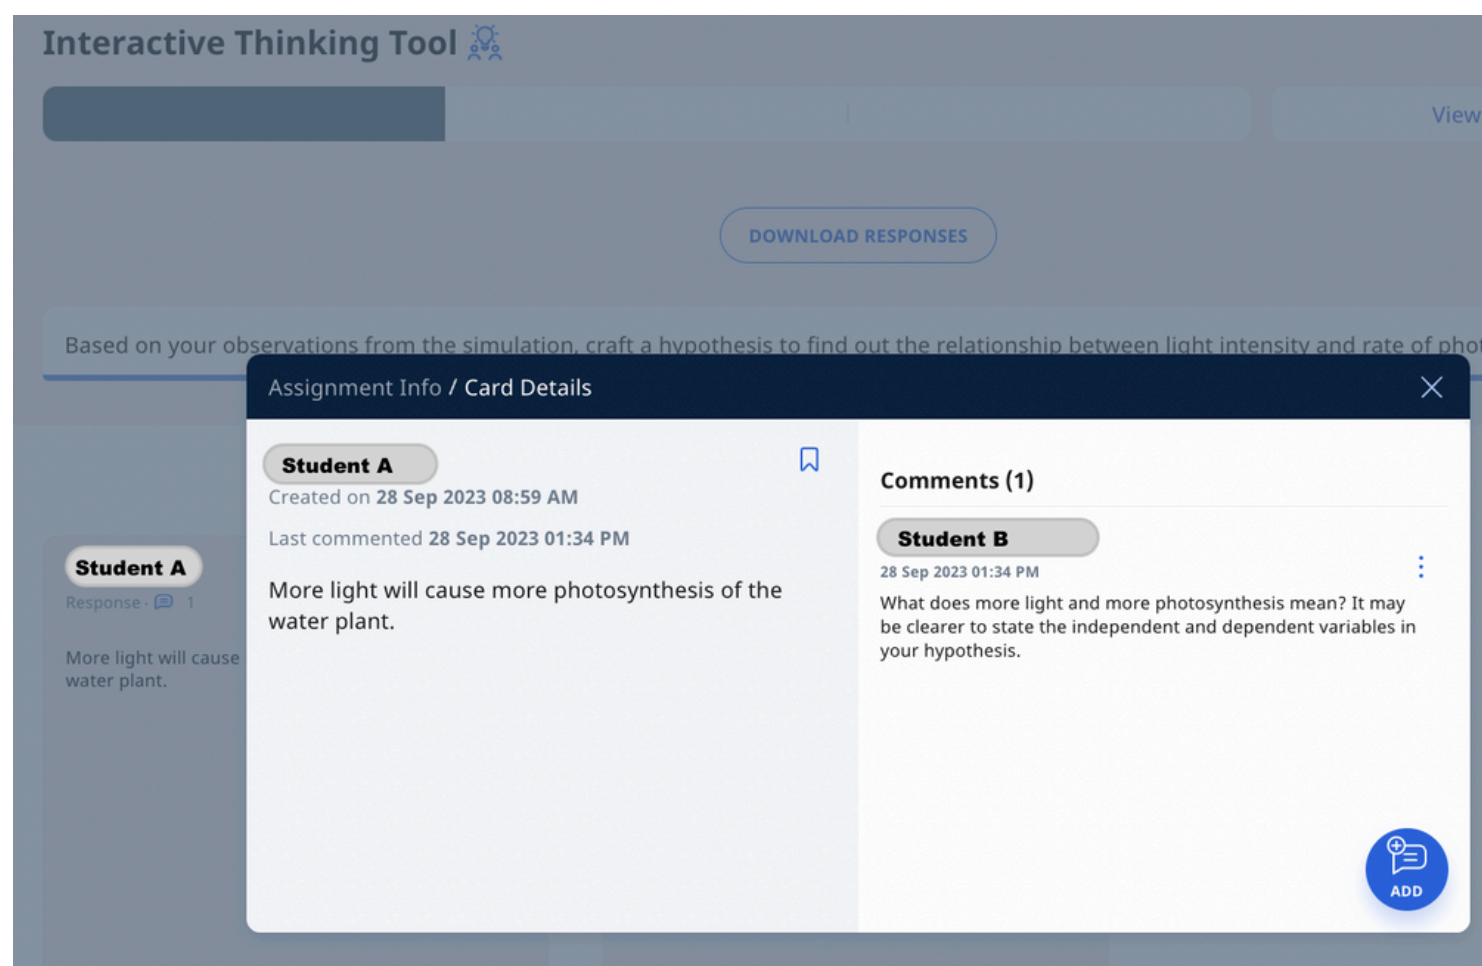 Interactive Thinking Tool
View
DOWNLOAD RESPONSES
Based on your observations from the simulation, craft a hypothesis to find out the relationship between light intensity and rate of phot
Assignment Info / Card Details
Student A
Created on 28 Sep 2023 08:59 AM
Last commented 28 Sep 2023 01:34 PM
More light will cause more photosynthesis of the
water plant.
Comments (1)
Student B
28 Sep 2023 01:34 PM
What does more light and more photosynthesis mean? It may
be clearer to state the independent and dependent variables in
your hypothesis.
ADD
Student A
Response · 1
More light will cause
water plant.